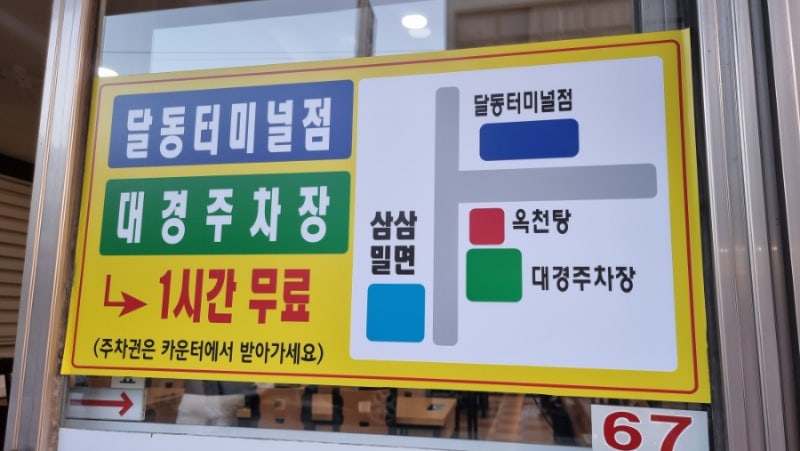 달동터미널점
대경주차장
1시간 무료
(주차권은 카운터에서 받아가세요)
달동터미널점
옥천탕
대경주차장
삼삼
밀면
67